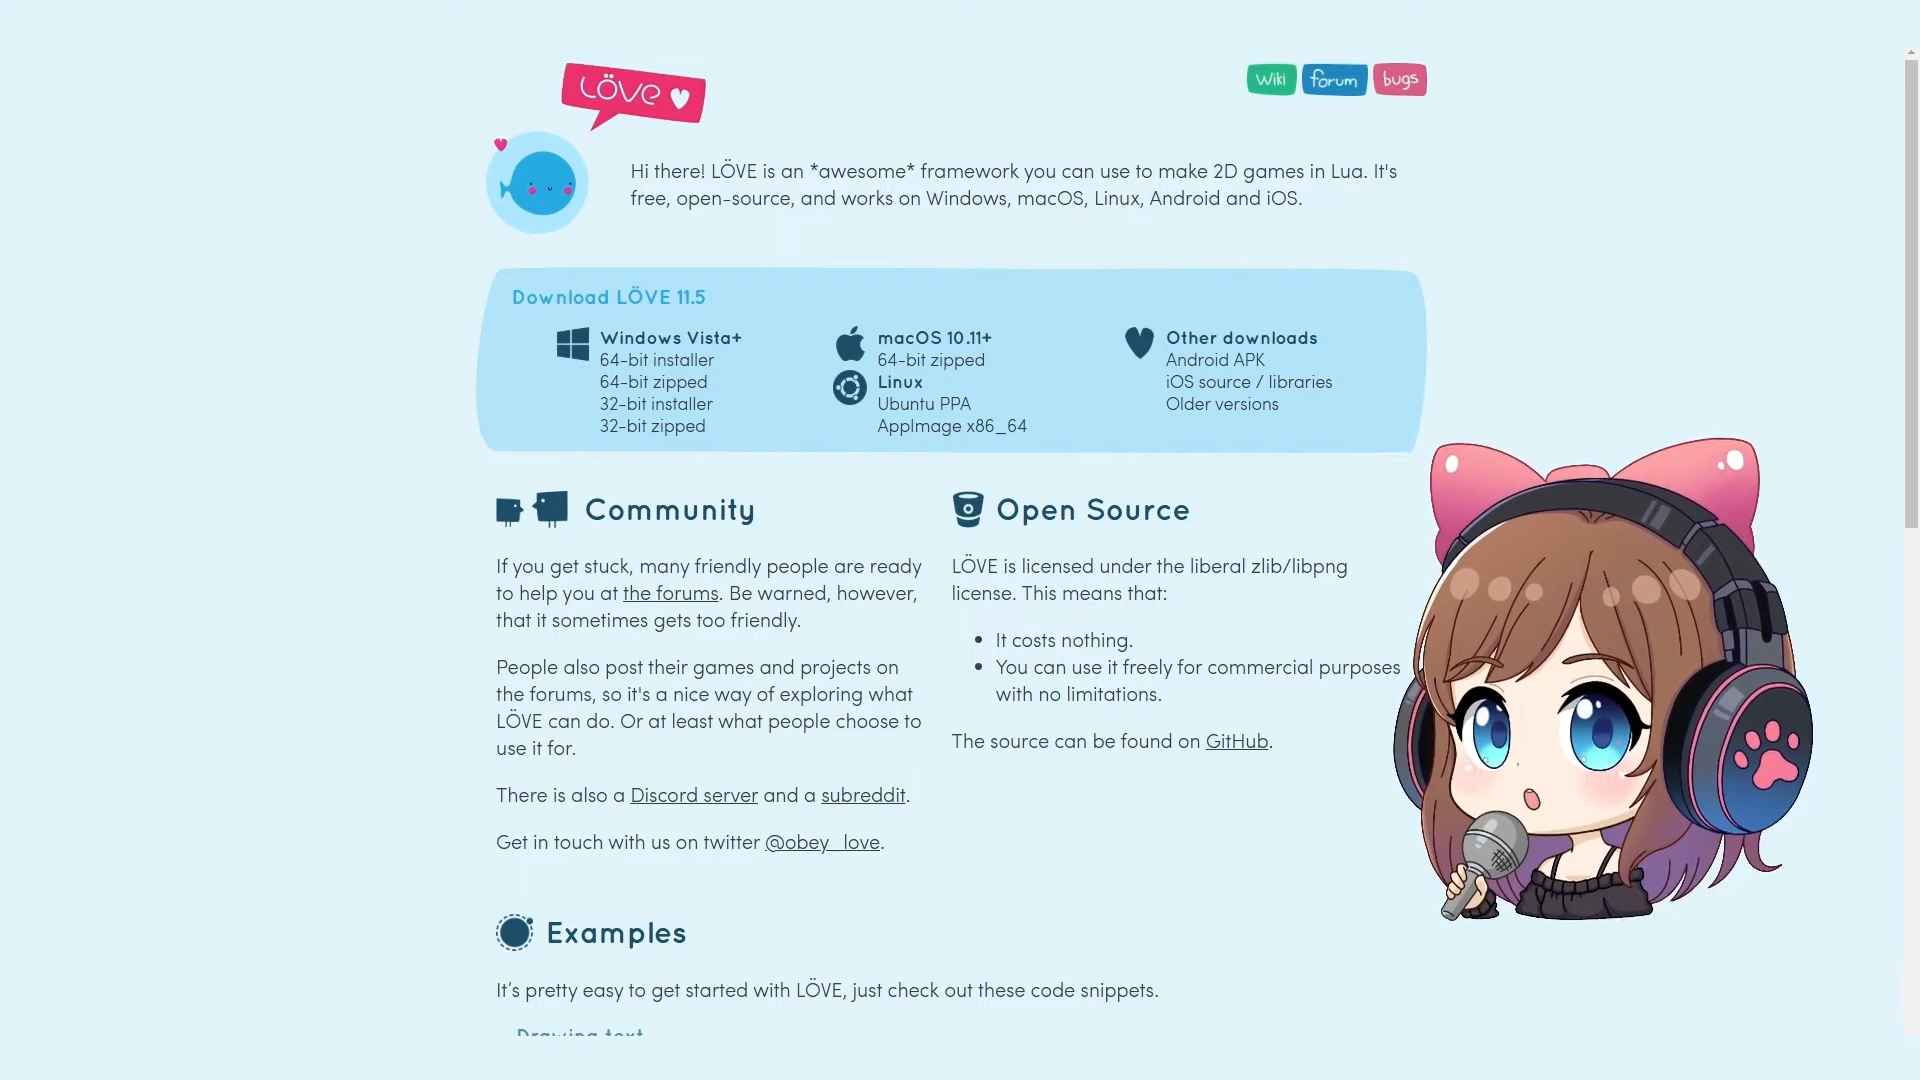 LÖVE
Wiki forum bugs
Hi there! LÖVE is an *awesome* framework you can use to make 2D games in Lua. It's
free, open-source, and works on Windows, macOS, Linux, Android and iOS.
Download LÖVE 11.5
Windows Vista+
64-bit installer
64-bit zipped
32-bit installer
32-bit zipped
macOS 10.11+
64-bit zipped
Linux
Ubuntu PPA
AppImage x86_64
Other downloads
Android APK
iOS source / libraries
Older versions
Community
If you get stuck, many friendly people are ready
to help you at the forums. Be warned, however,
that it sometimes gets too friendly.
People also post their games and projects on
the forums, so it's a nice way of exploring what
LÖVE can do. Or at least what people choose to
use it for.
There is also a Discord server and a subreddit.
Get in touch with us on twitter @obey_love.
Open Source
LÖVE is licensed under the liberal zlib/libpng
license. This means that:
• It costs nothing.
• You can use it freely for commercial purposes
with no limitations.
The source can be found on GitHub.
Examples
It's pretty easy to get started with LÖVE, just check out these code snippets.
Drawing text